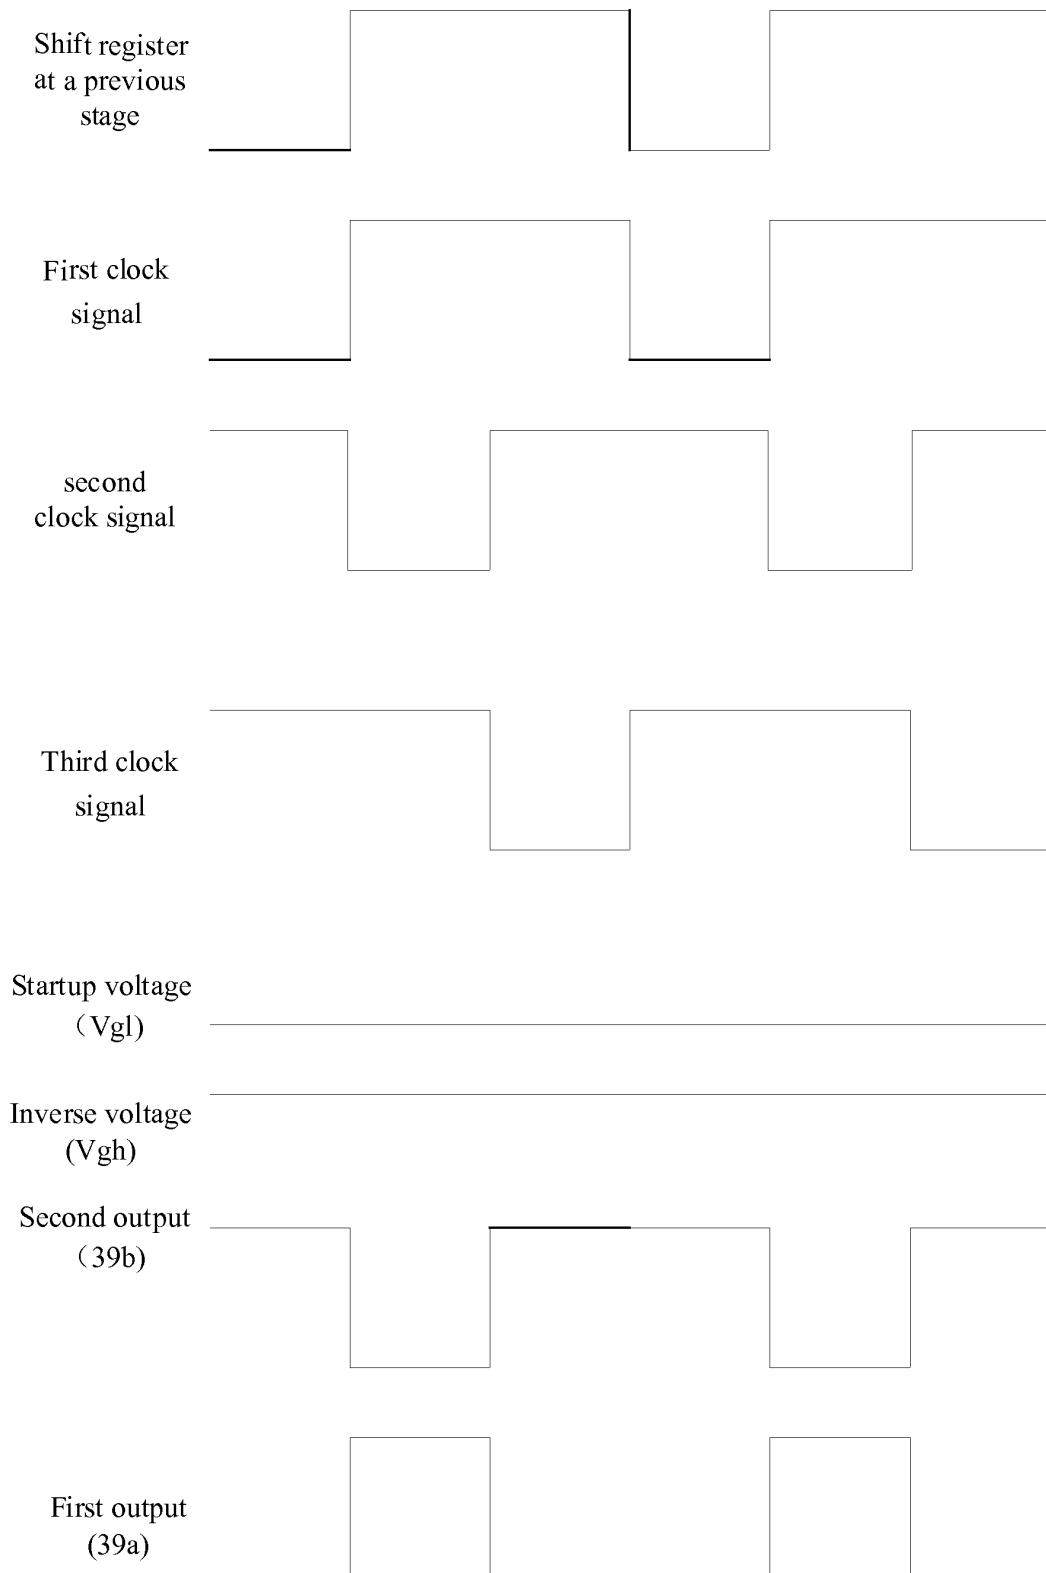 Shift register
at a previous
stage
First clock
signal
second
clock signal
Third clock
signal
Startup voltage
（Vgl)
Inverse voltage
(Vgh)
Second output
（39b)
First output
(39a)